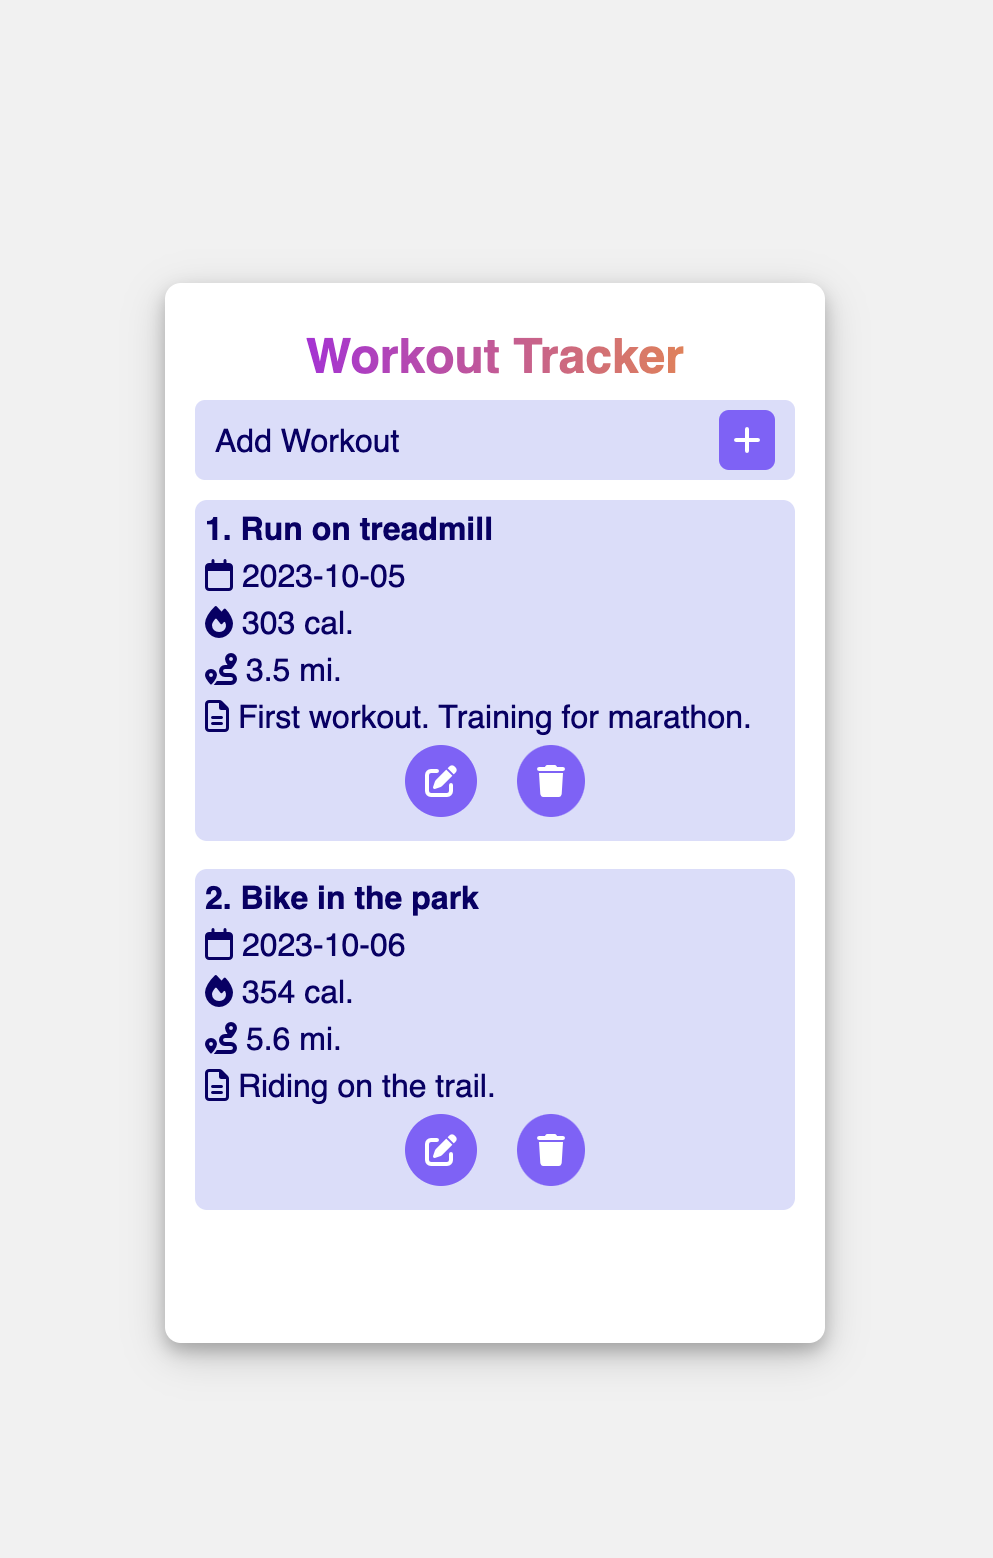 Workout Tracker
Add Workout
1. Run on treadmill
2023-10-05
303 cal.
3.5 mi.
First workout. Training for marathon.
2. Bike in the park
2023-10-06
354 cal.
5.6 mi.
Riding on the trail.